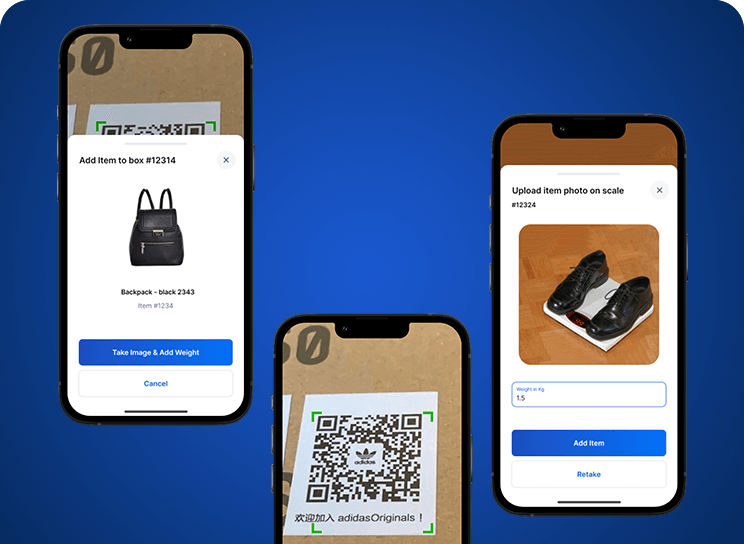 Add Item to box #12314
Backpack - black 2343
Item #1234
Take Image & Add Weight
Cancel
adidas
欢迎加入 adidasOriginals！
Upload item photo on scale
#12324
Weight in Kg
1.5
Add Item
Retake